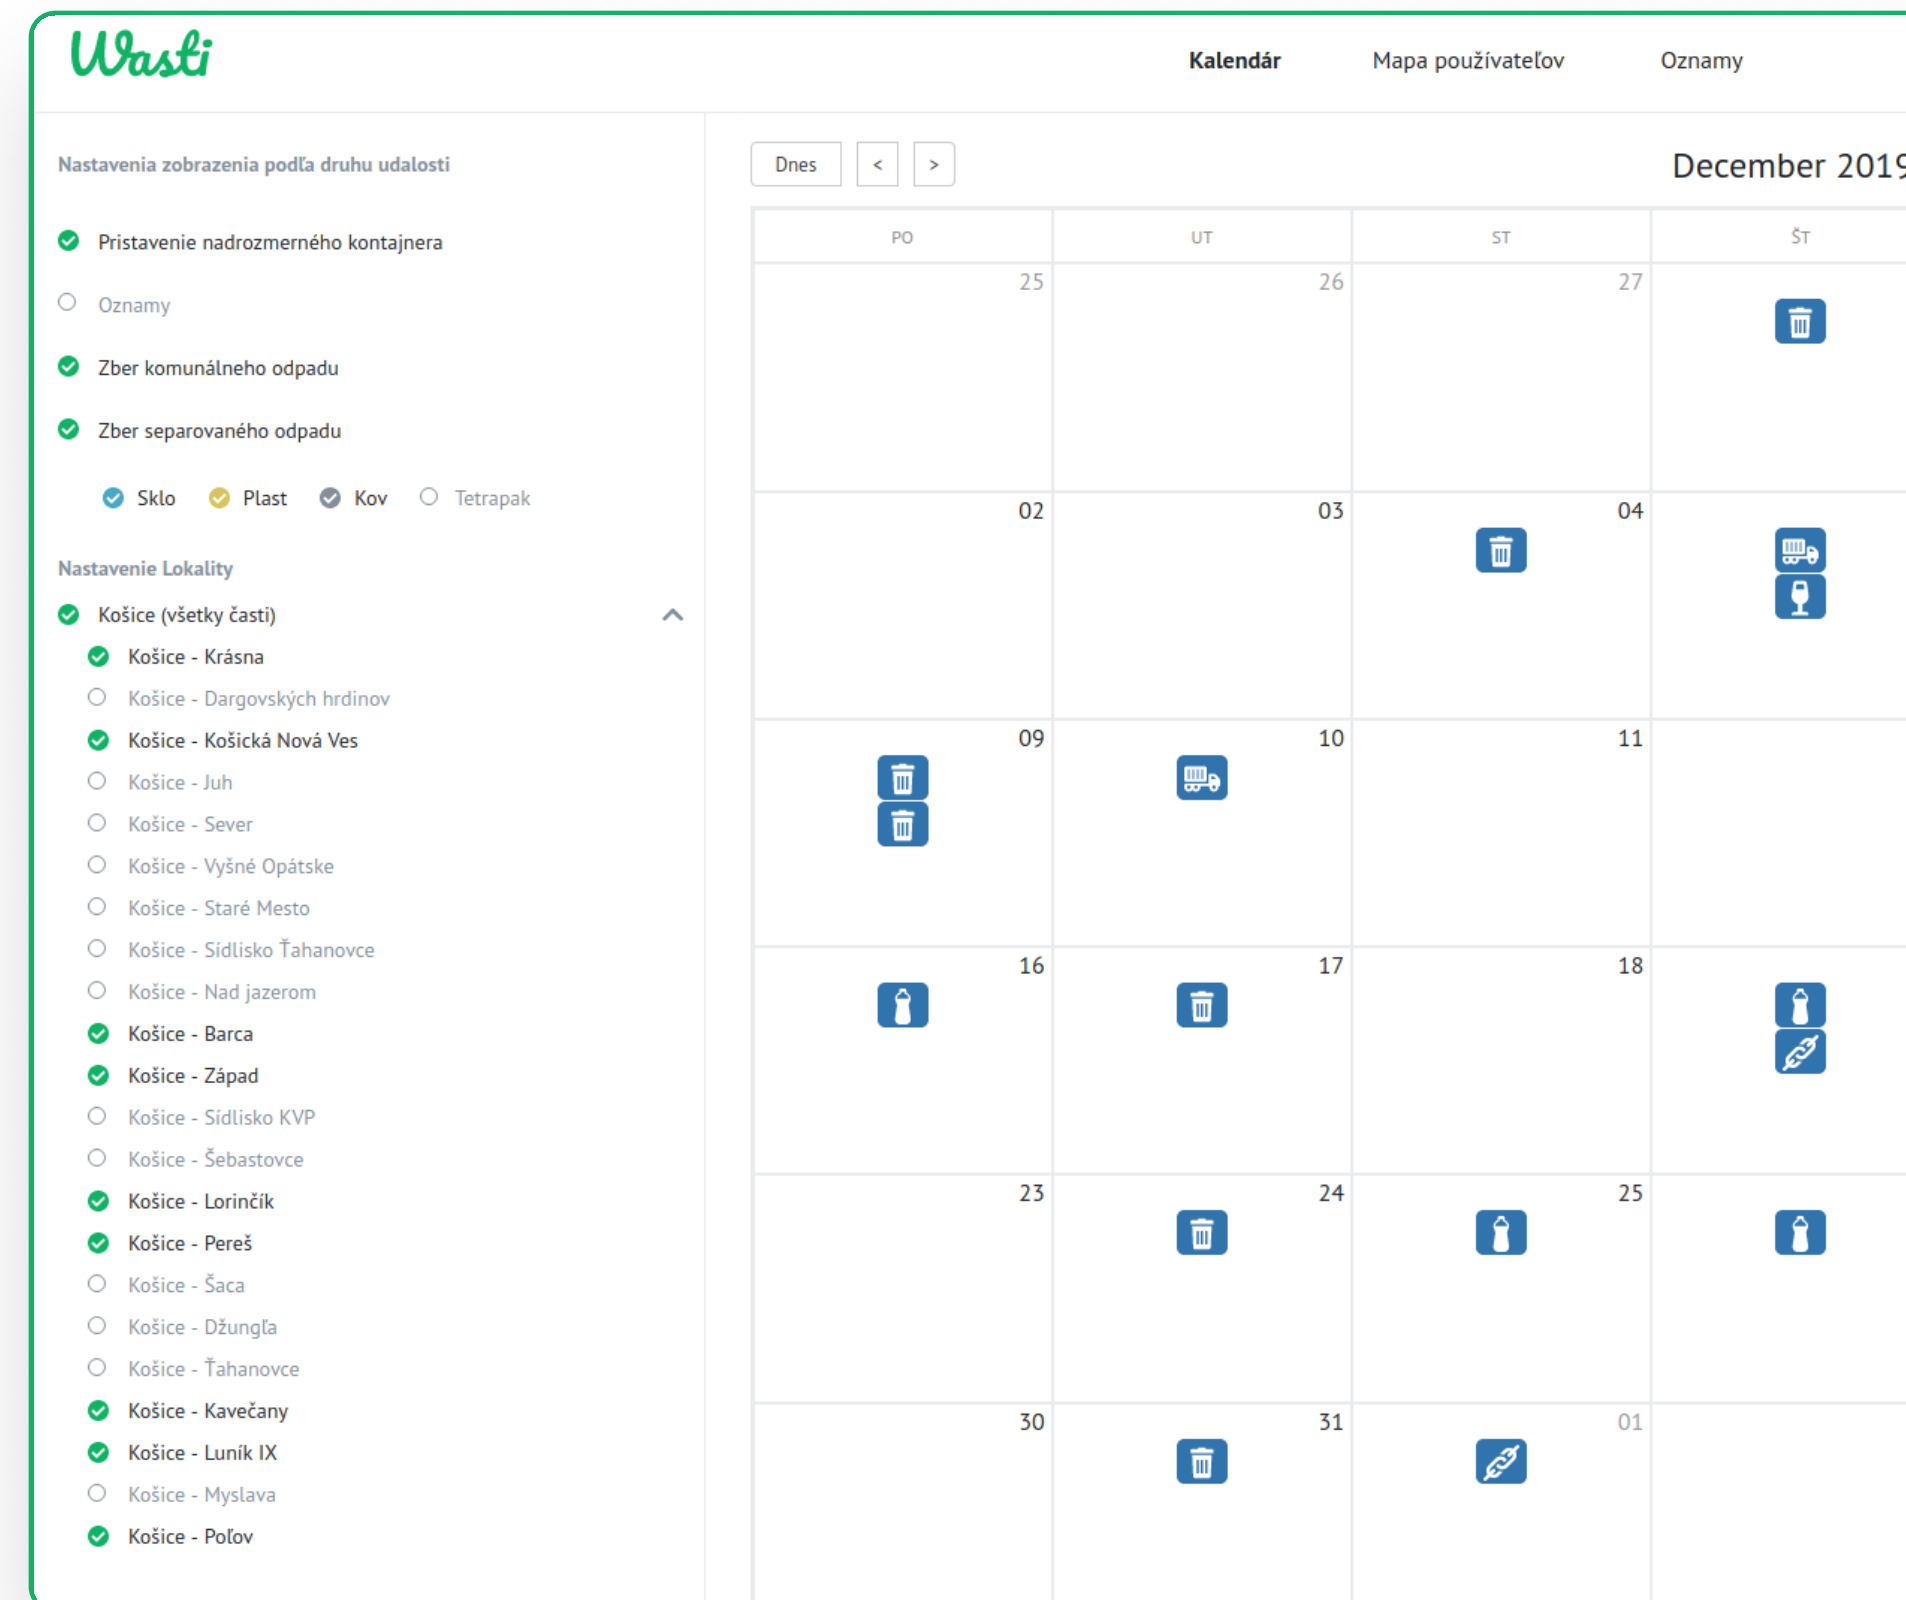 Wasti
Kalendár Mapa používateľov Oznamy
Nastavenia zobrazenia podľa druhu udalosti
Pristavenie nadrozmerného kontajnera
Oznamy
Zber komunálneho odpadu
Zber separovaného odpadu
Sklo Plast Kov Tetrapak
Nastavenie Lokality
Košice (všetky časti)
Košice - Krásna
Košice - Dargovských hrdinov
Košice - Košická Nová Ves
Košice - Juh
Košice - Sever
Košice - Vyšné Opátske
Košice - Staré Mesto
Košice - Sídlisko Ťahanovce
Košice - Nad jazerom
Košice - Barca
Košice - Západ
Košice - Sídlisko KVP
Košice - Šebastovce
Košice - Lorinčík
Košice - Pereš
Košice - Šaca
Košice - Džungľa
Košice - Ťahanovce
Košice - Kavečany
Košice - Luník IX
Košice - Myslava
Košice - Poľov
Dnes < > December 2019
PO UT ST ŠT
25 26 27
02 03 04
09 10 11
16 17 18
23 24 25
30 31 01